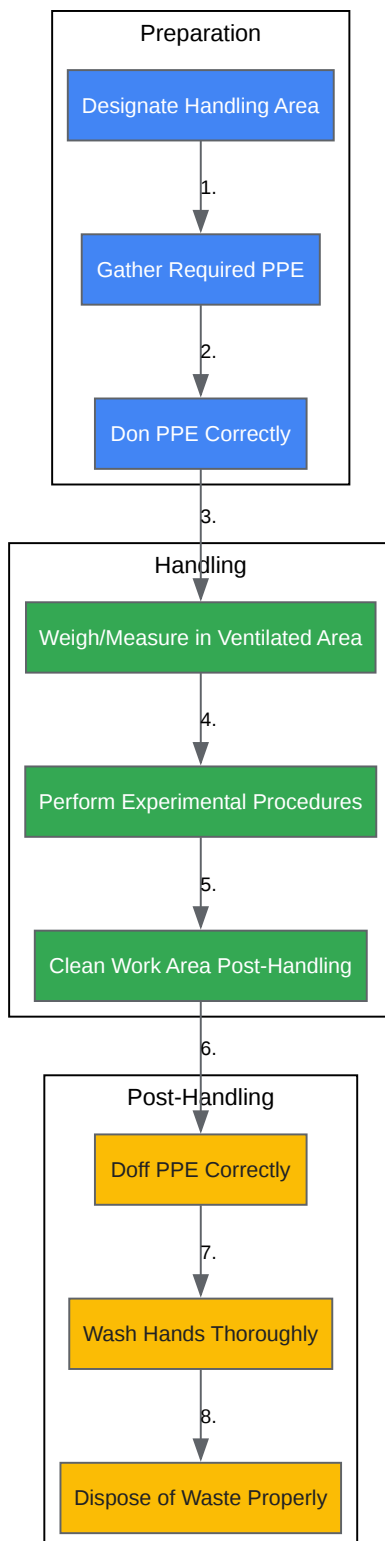 Preparation
Designate Handling Area
1.
Gather Required PPE
2.
Don PPE Correctly
3.
Handling
Weigh/Measure in Ventilated Area
4.
Perform Experimental Procedures
5.
Clean Work Area Post-Handling
6.
Post-Handling
Doff PPE Correctly
7.
Wash Hands Thoroughly
8.
Dispose of Waste Properly